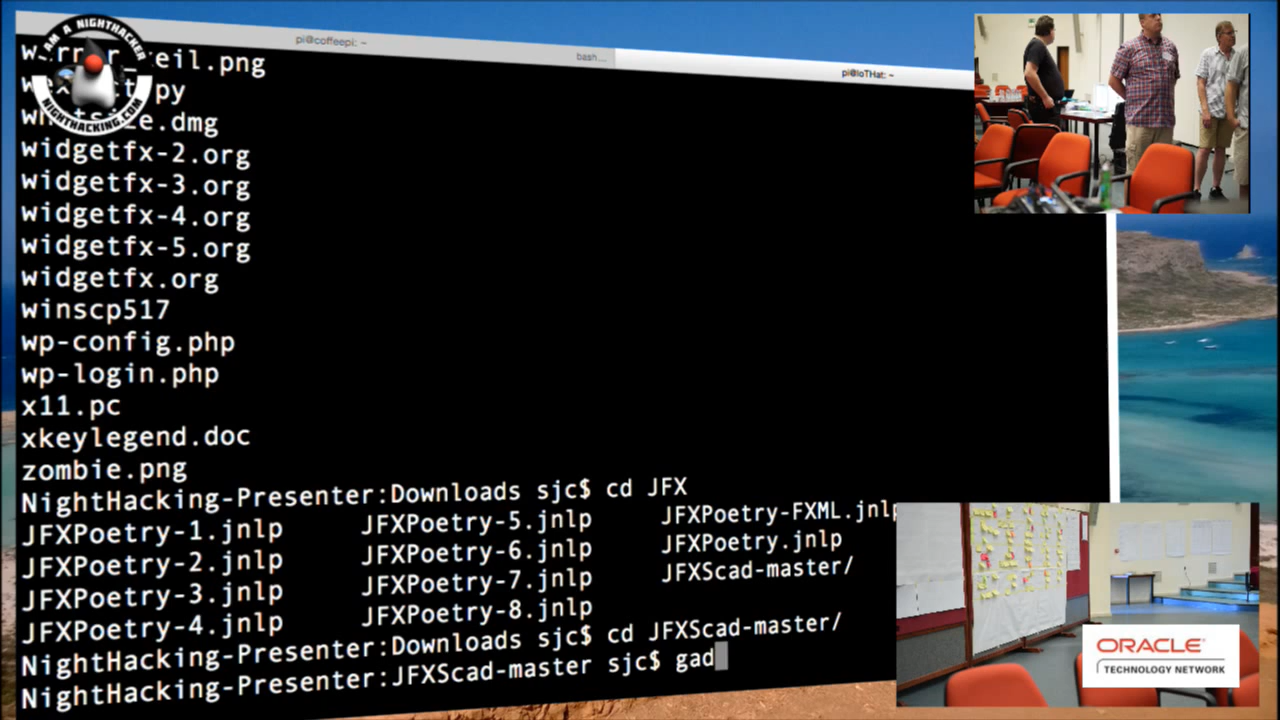 I AM A NIGHTHACKER
NIGHTHACKING.COM
pi@coffeepi: ~
bash...
pi@IoTHat: ~
widgetfx-2.org
widgetfx-3.org
widgetfx-4.org
widgetfx-5.org
widgetfx.org
winscp517
wp-config.php
wp-login.php
x11.pc
xkeylegend.doc
zombie.png
NightHacking-Presenter:Downloads sjc$ cd JFX
JFXPoetry-1.jnlp JFXPoetry-5.jnlp JFXPoetry-FXML.jnlp
JFXPoetry-2.jnlp JFXPoetry-6.jnlp JFXPoetry.jnlp
JFXPoetry-3.jnlp JFXPoetry-7.jnlp JFXScad-master/
JFXPoetry-4.jnlp JFXPoetry-8.jnlp
NightHacking-Presenter:Downloads sjc$ cd JFXScad-master/
NightHacking-Presenter:JFXScad-master sjc$ gad
ORACLE
TECHNOLOGY NETWORK